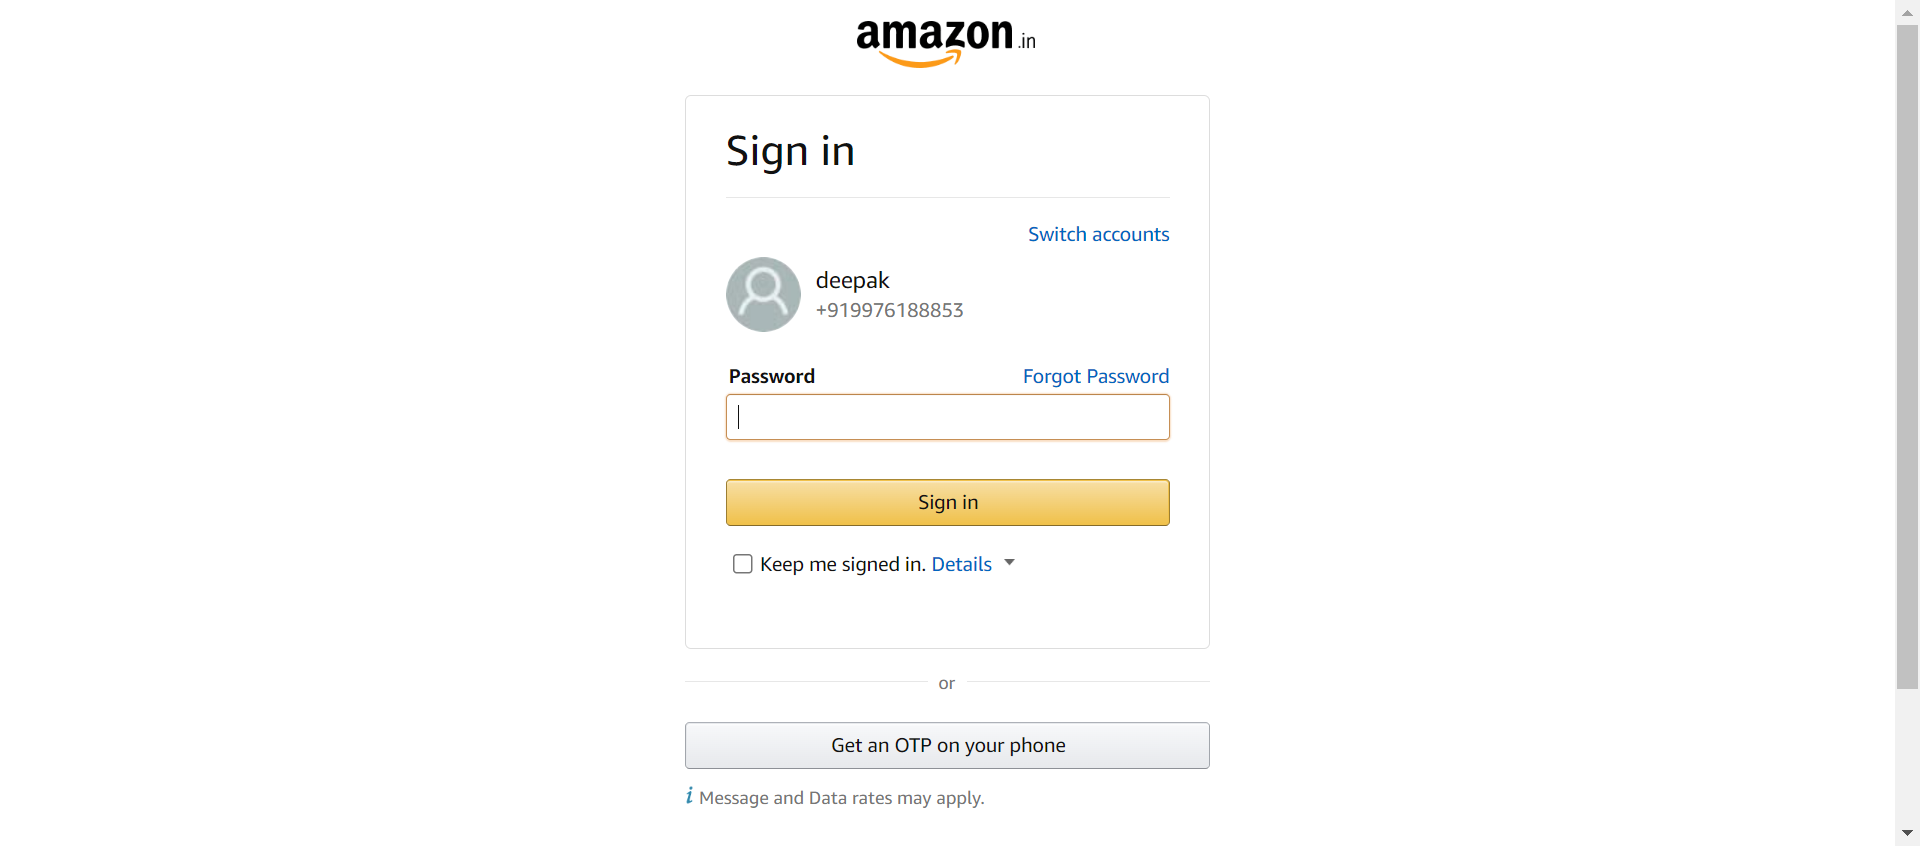 amazon.in
Sign in
Switch accounts
deepak
+919976188853
Password Forgot Password
Sign in
Keep me signed in. Details
or
Get an OTP on your phone
i Message and Data rates may apply.